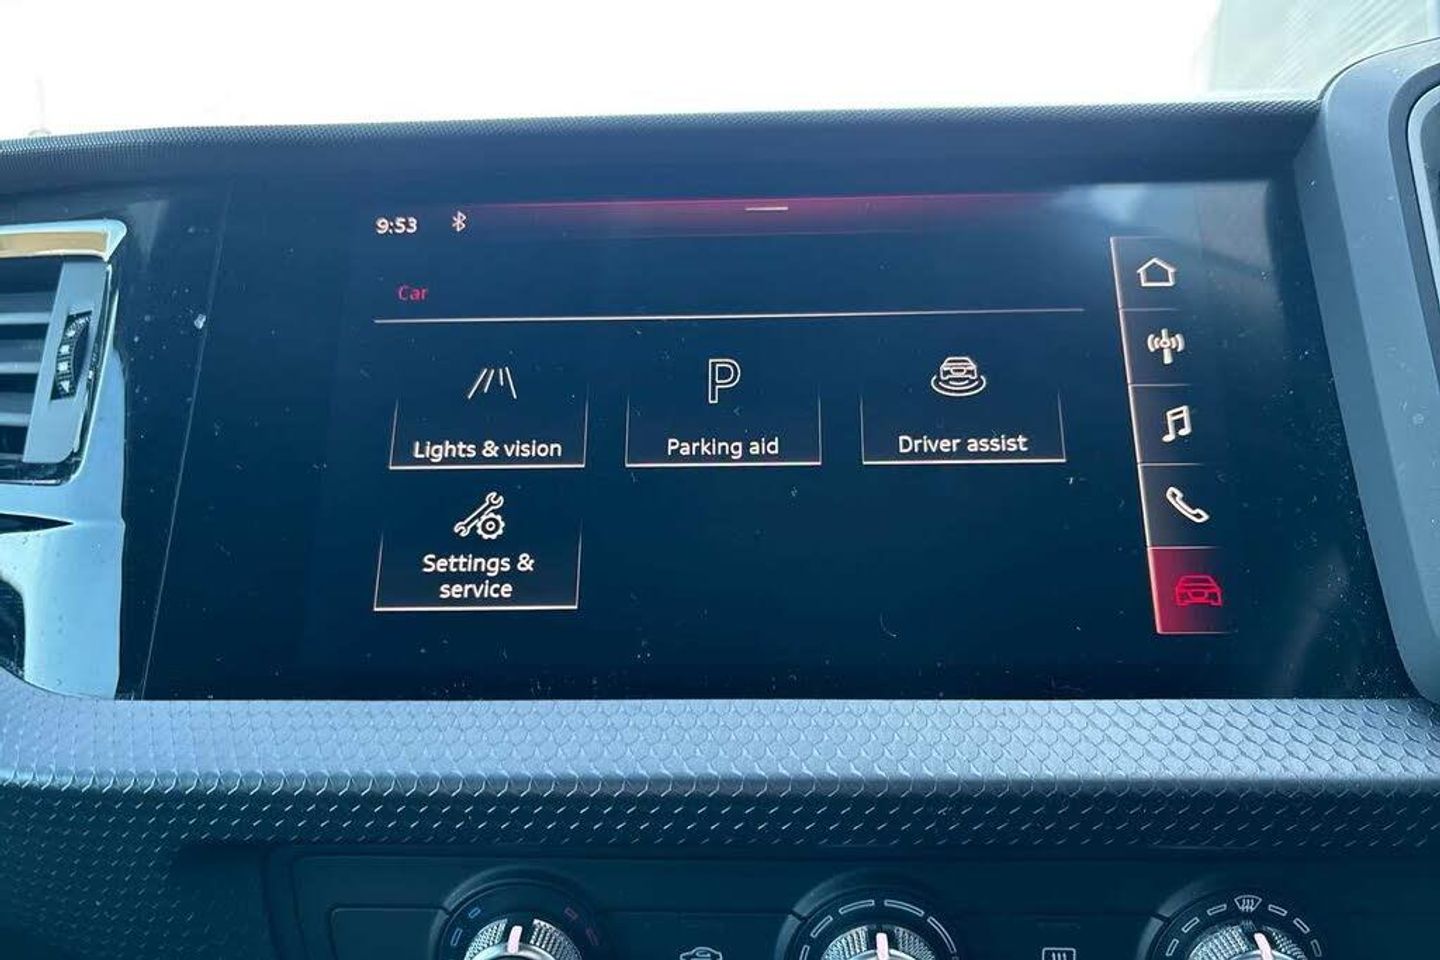 9:53
Car
Lights & vision
P
Parking aid
Driver assist
Settings &
service